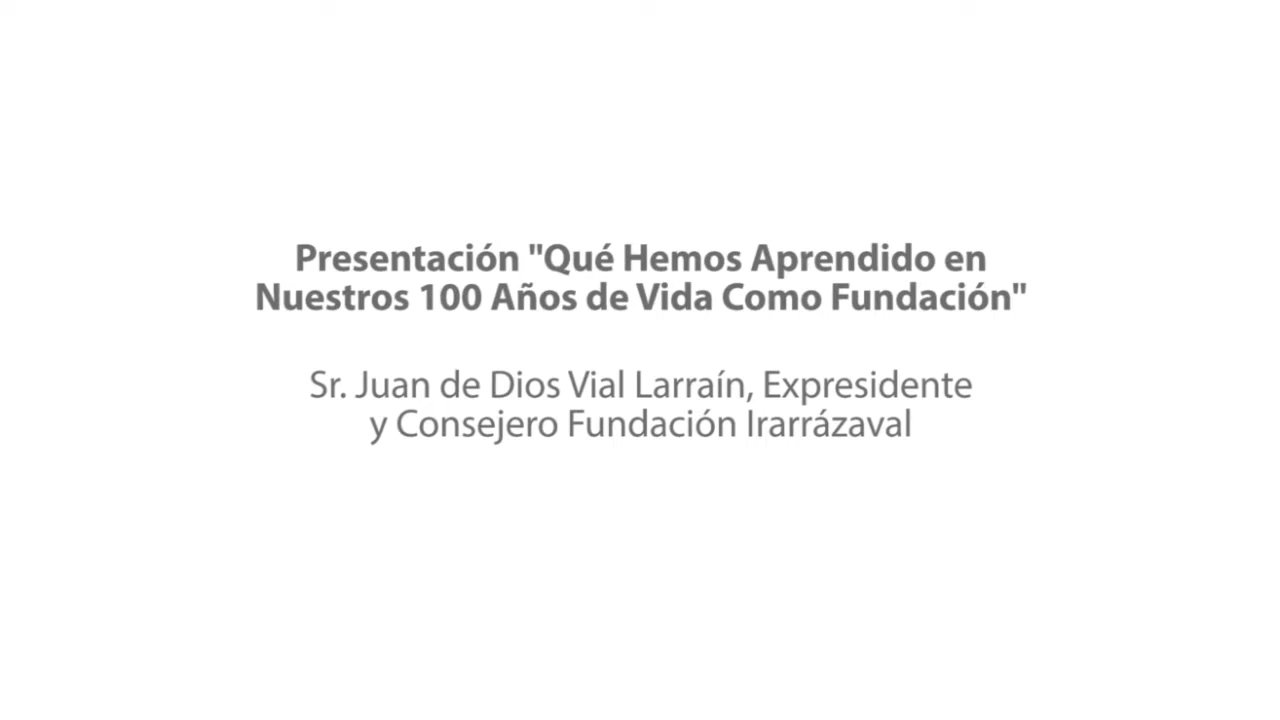 Presentación "Qué Hemos Aprendido en
Nuestros 100 Años de Vida Como Fundación"
Sr. Juan de Dios Vial Larraín, Expresidente
y Consejero Fundación Irarrázaval